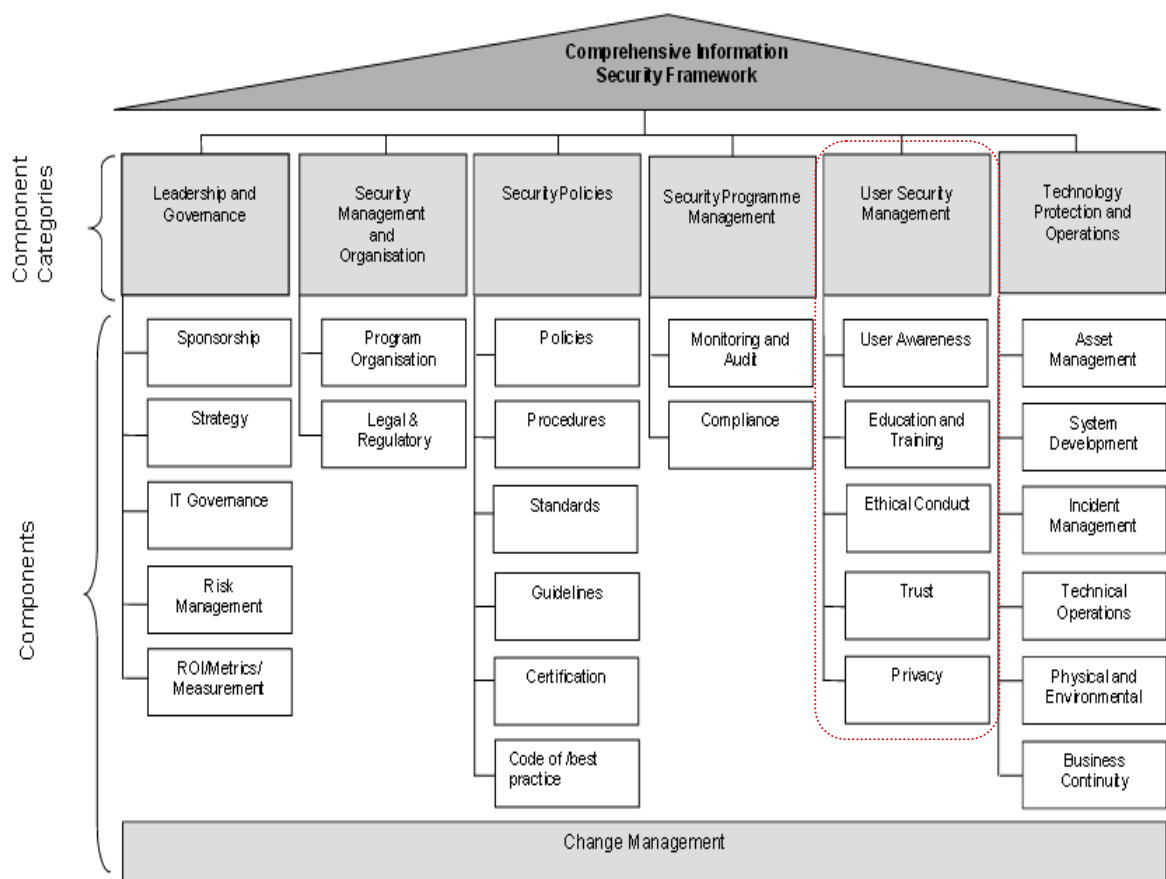 Comprehensive Information
Security Framework
Component
Categories
Leadership and
Governance
Security
Management
and
Organisation
Security Policies
Security Programme
Management
User Security
Management
Technology
Protection and
Operations
Components
Sponsorship
Strategy
IT Governance
Risk
Management
ROI/Metrics/
Measurement
Program
Organisation
Legal &
Regulatory
Policies
Procedures
Standards
Guidelines
Certification
Code of /best
practice
Monitoring and
Audit
Compliance
User Awareness
Education and
Training
Ethical Conduct
Trust
Privacy
Asset
Management
System
Development
Incident
Management
Technical
Operations
Physical and
Environmental
Business
Continuity
Change Management